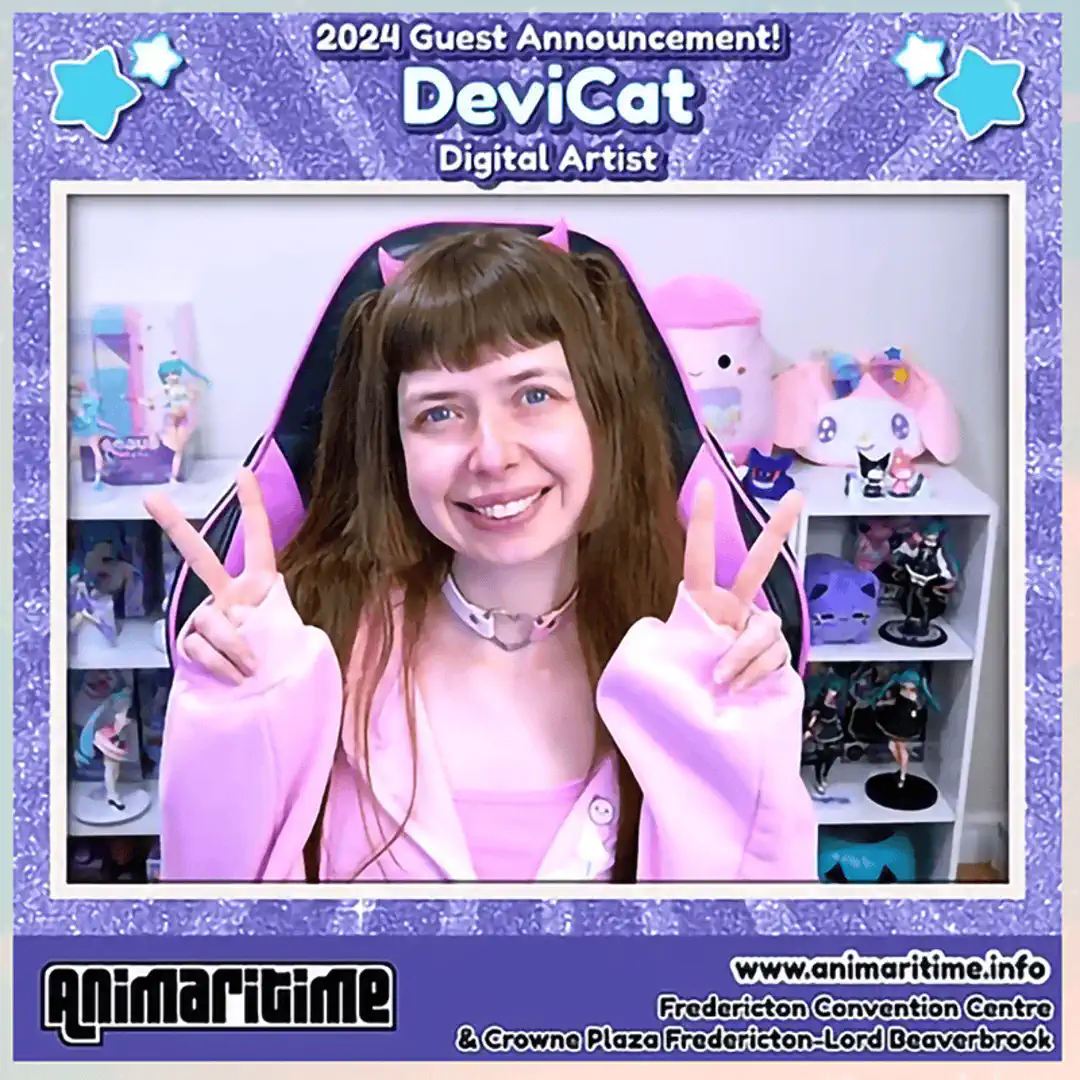 2024 Guest Announcement!
DeviCat
Digital Artist
Animaritime
www.animaritime.info
Fredericton Convention Centre
& Crowne Plaza Fredericton-Lord Beaverbrook